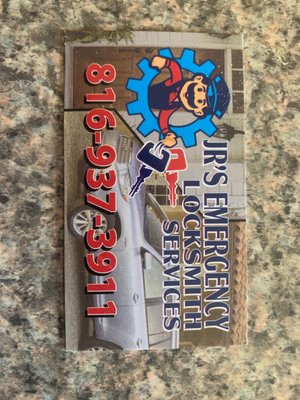 JR'S EMERGENCY
LOCKSMITH
SERVICES
816-937-3911